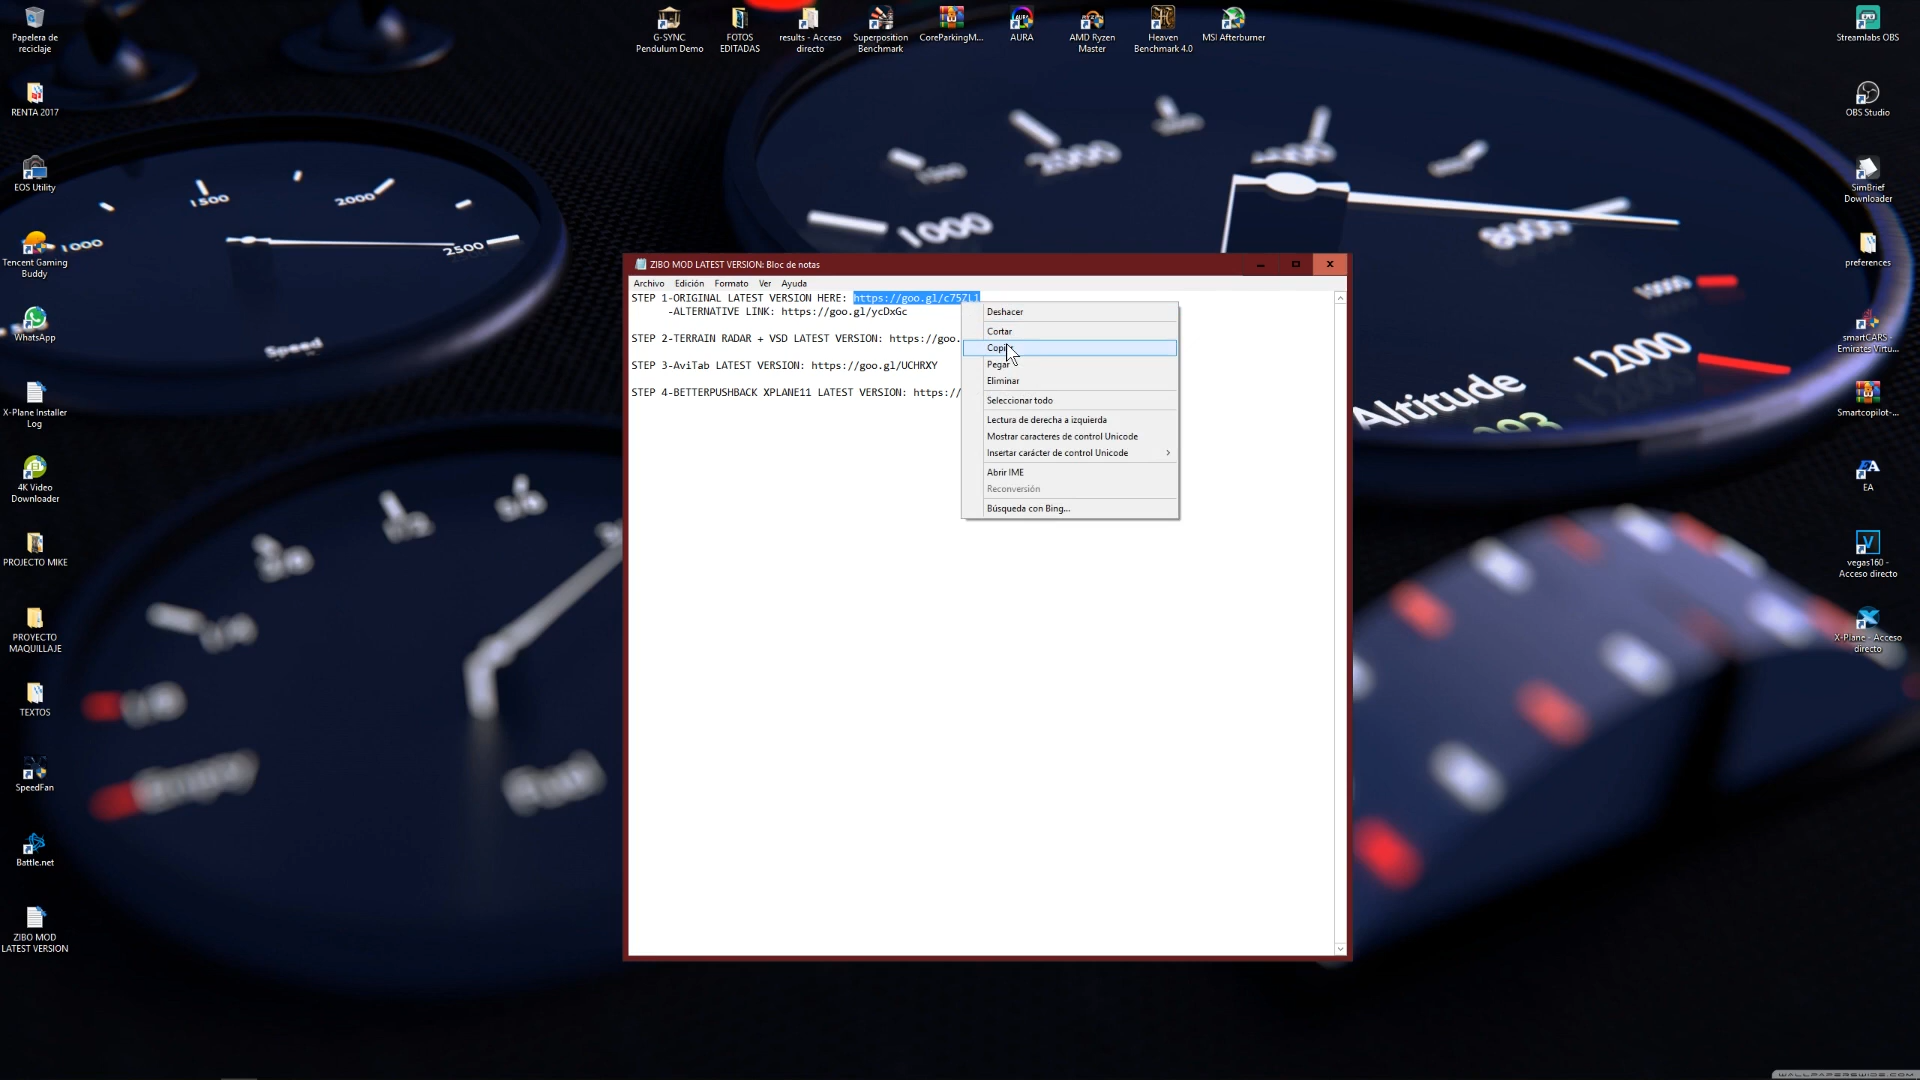 Papelera de
reciclaje
RENTA 2017
EOS Utility
Tencent Gaming
Buddy
WhatsApp
X-Plane Installer
Log
4K Video
Downloader
PROJECTO MIKE
PROYECTO
MAQUILLAJE
TEXTOS
SpeedFan
Battle.net
ZIBO MOD
LATEST VERSION
G-SYNC
Pendulum Demo
FOTOS
EDITADAS
results - Acceso
directo
Superposition
Benchmark
CoreParkingM...
AURA
AMD Ryzen
Master
Heaven
Benchmark 4.0
MSI Afterburner
Streamlabs OBS
OBS Studio
SimBrief
Downloader
preferences
smartCARS -
Emirates Virtu...
Smartcopilot-...
EA
vegas160 -
Acceso directo
X-Plane - Acceso
directo
1000
1500
2000
2500
Speed
1000
2000
8000
10000
12000
Altitude
ZIBO MOD LATEST VERSION: Bloc de notas
Archivo Edición Formato Ver Ayuda
STEP 1-ORIGINAL LATEST VERSION HERE: https://goo.gl/c75ZL1
-ALTERNATIVE LINK: https://goo.gl/ycDxGc
STEP 2-TERRAIN RADAR + VSD LATEST VERSION: https://goo.
STEP 3-AviTab LATEST VERSION: https://goo.gl/UCHRXY
STEP 4-BETTERPUSHBACK XPLANE11 LATEST VERSION: https://
Deshacer
Cortar
Copiar
Pegar
Eliminar
Seleccionar todo
Lectura de derecha a izquierda
Mostrar caracteres de control Unicode
Insertar carácter de control Unicode
Abrir IME
Reconversión
Búsqueda con Bing...